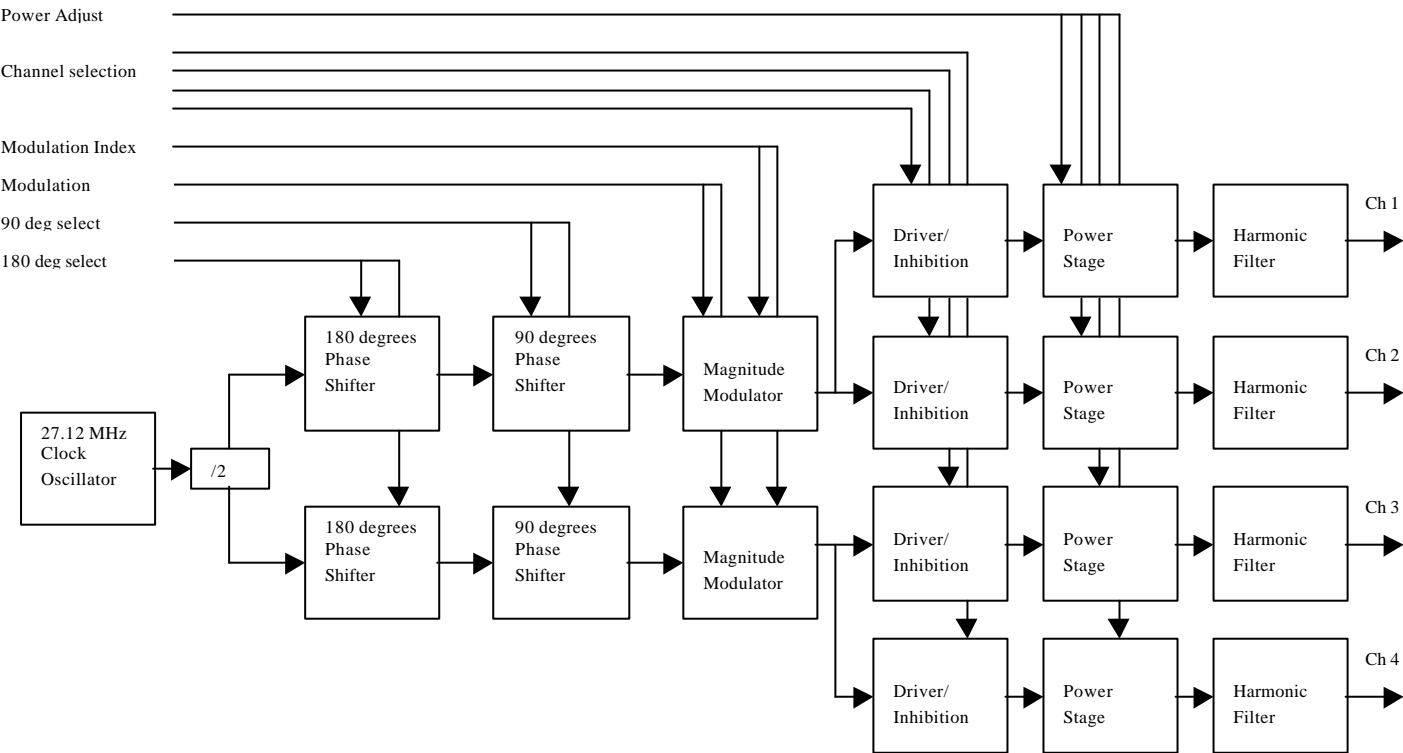 Power Adjust
Channel selection
Modulation Index
Modulation
90 deg select
180 deg select
Ch 1
Driver/
Inhibition
Power
Stage
Harmonic
Filter
180 degrees
Phase
Shifter
90 degrees
Phase
Shifter
Magnitude
Modulator
Ch 2
Driver/
Inhibition
Power
Stage
Harmonic
Filter
27.12 MHz
Clock
Oscillator
/2
180 degrees
Phase
Shifter
90 degrees
Phase
Shifter
Magnitude
Modulator
Ch 3
Driver/
Inhibition
Power
Stage
Harmonic
Filter
Ch 4
Driver/
Inhibition
Power
Stage
Harmonic
Filter